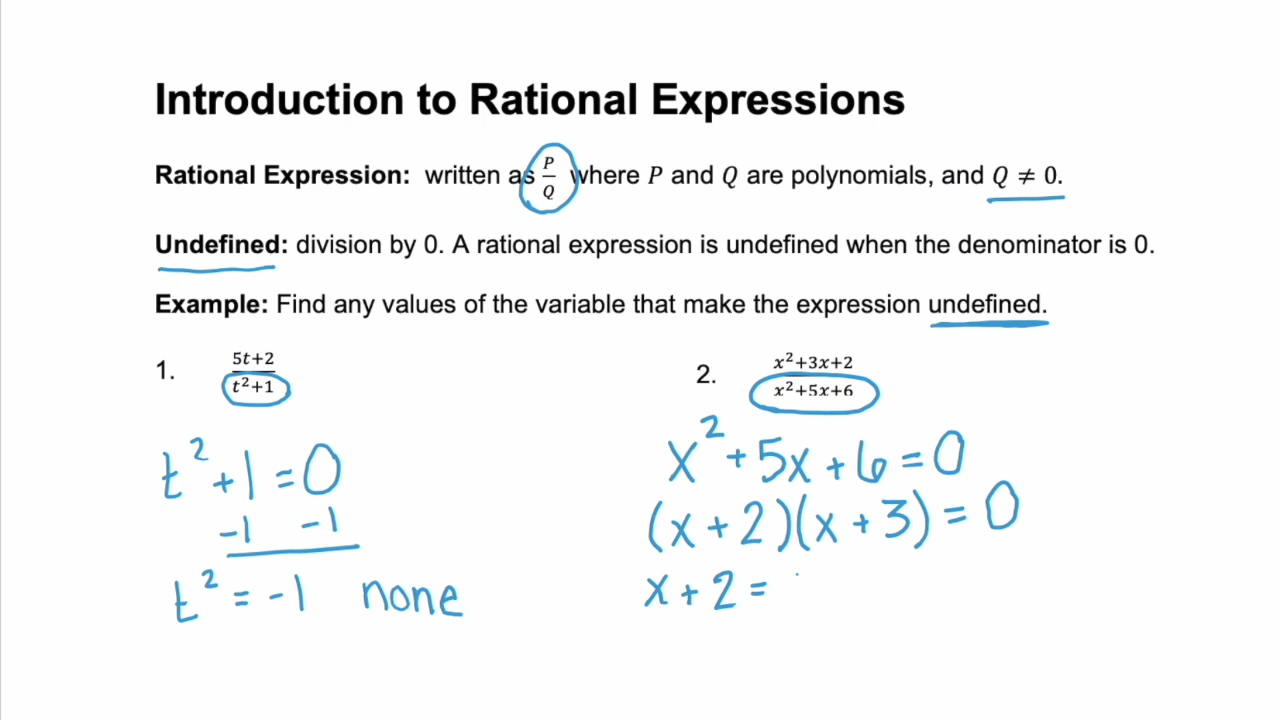 Introduction to Rational Expressions
Rational Expression: written as P/Q where P and Q are polynomials, and Q ≠ 0.
Undefined: division by 0. A rational expression is undefined when the denominator is 0.
Example: Find any values of the variable that make the expression undefined.
1. (5t+2)/(t²+1)
t² + 1 = 0
-1 -1
t² = -1 none
2. (x²+3x+2)/(x²+5x+6)
x² + 5x + 6 = 0
(x + 2)(x + 3) = 0
x + 2 =